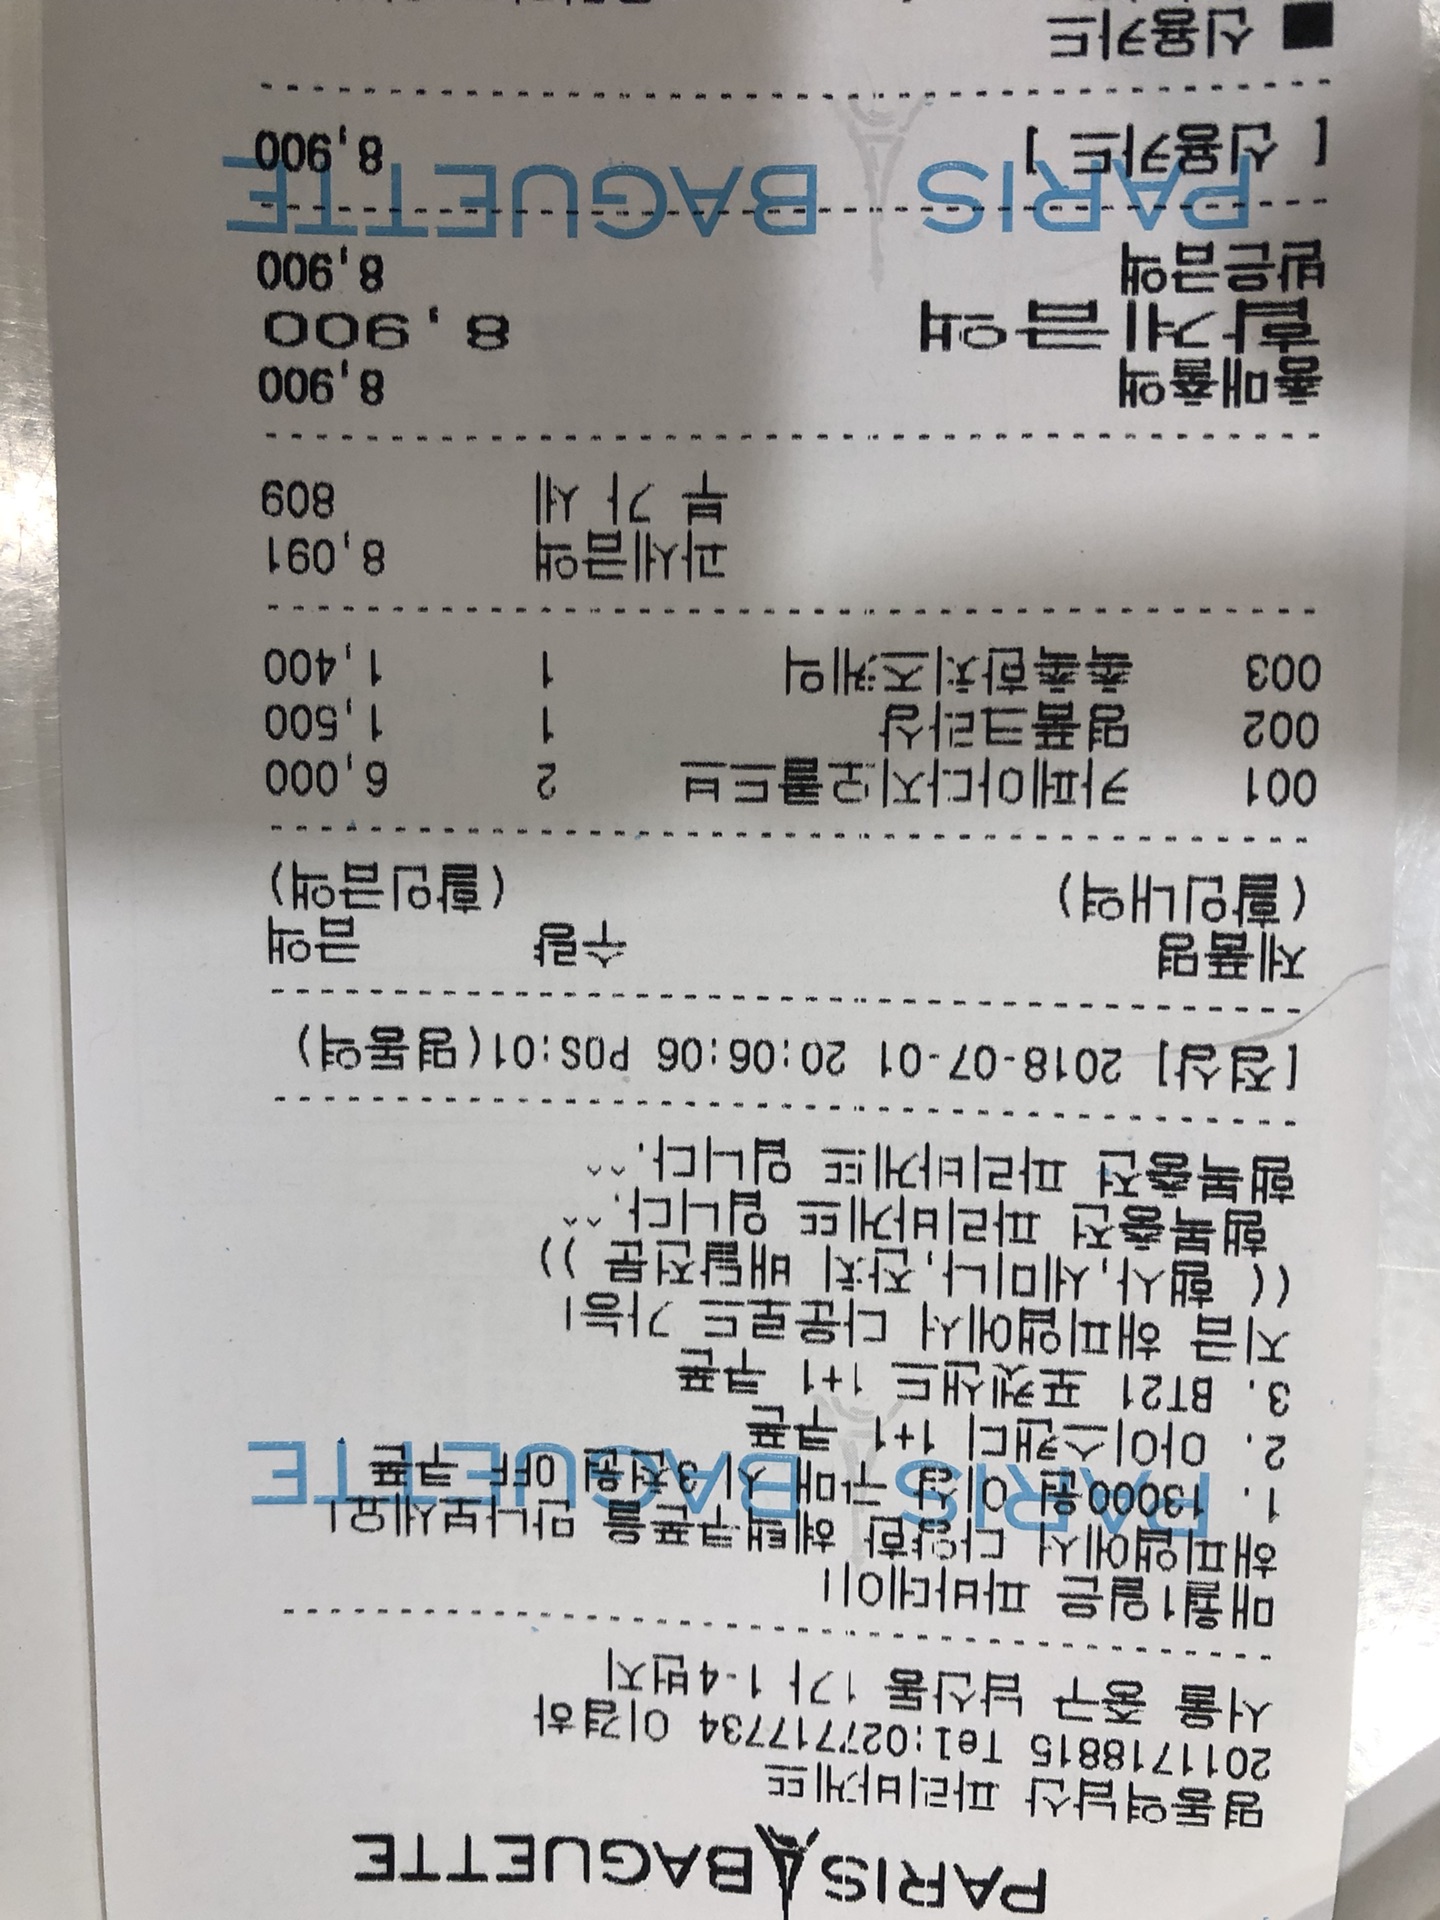 PARIS BAGUETTE
명동역남산 파리바게뜨
2011718815 Tel:027717734 이겸하
서울 중구 남산동 1가 1-4번지
매월1일은 파바데이!
해피앱에서 다양한 혜택쿠폰을 만나보세요!
1. 13000원 이상 구매 시 3천원 OFF 쿠폰
PARIS BAGUETTE
2. 아이스캔디 1+1 쿠폰
3. BT21 포켓샌드 1+1 쿠폰
지금 해피앱에서 다운로드 가능!
(( 행사,세미나,잔치 배달전문 ))
행복충전 파리바게뜨 입니다.^^
행복충전 파리바게뜨 입니다.^^
[정상] 2018-07-01 20:06:06 POS:01(명동역)
제품명 수량 금액
(할인내역) (할인금액)
001 카페아다지오콜드브 2 6,000
002 명품크라상 1 1,500
003 촉촉한치즈케익 1 1,400
과세금액 8,091
부 가 세 809
총매출액 8,900
합계금액 8,900
받은금액 8,900
PARIS BAGUETTE
[ 신용카드 ] 8,900
■ 신용카드